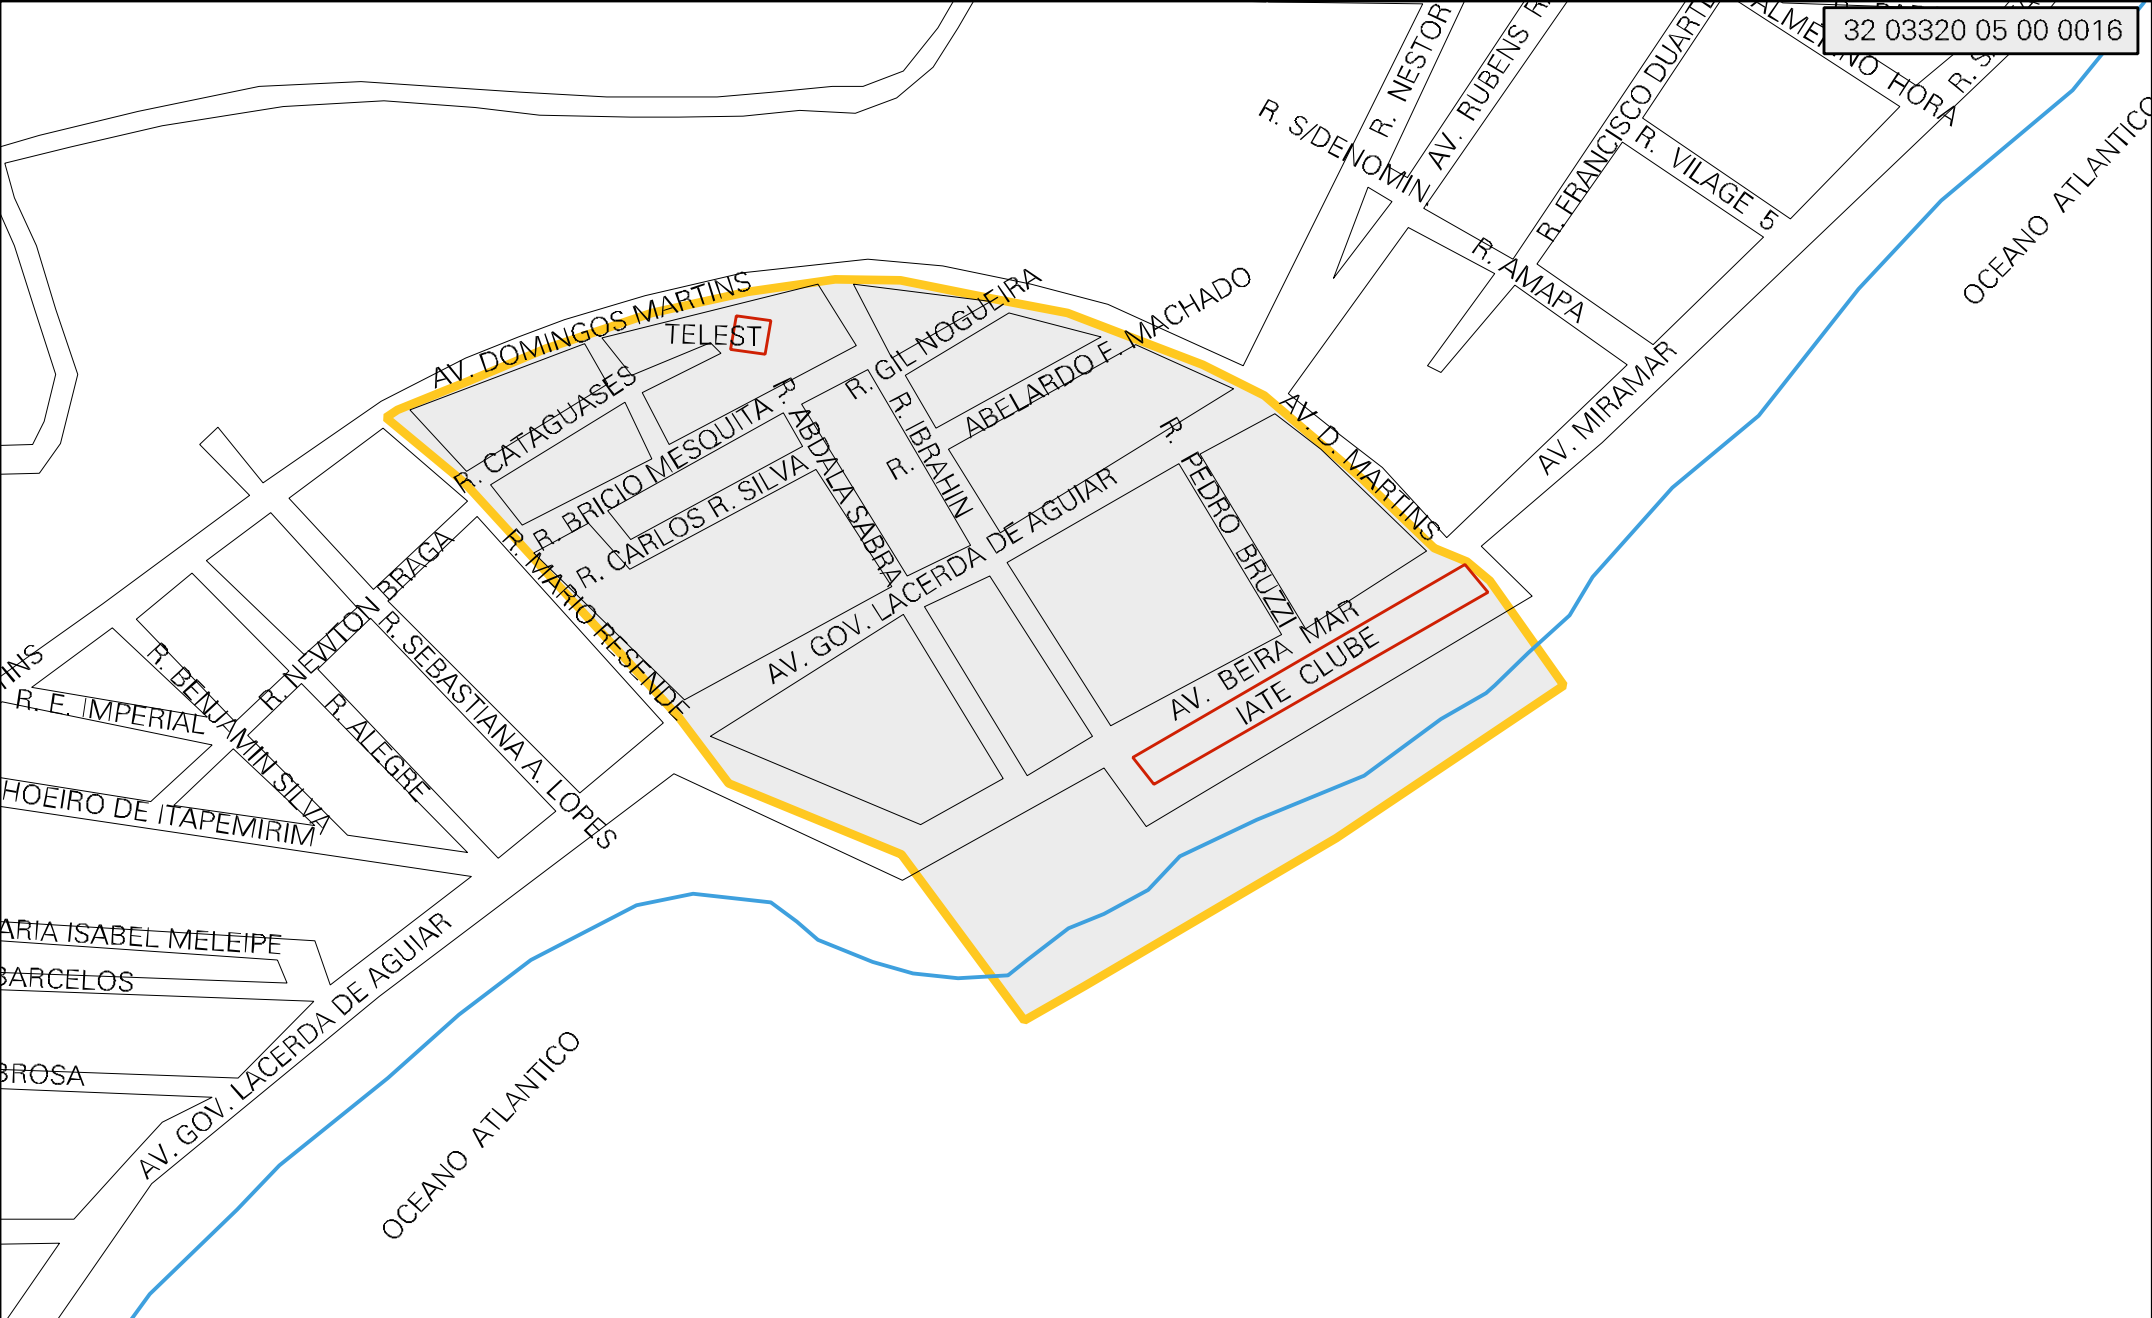 32 03320 05 00 0016
R. NESTOR
AV. RUBENS
R. FRANCISCO DUARTE
HORA
R. S/DENOMIN.
R. VILAGE 5
OCEANO ATLANTICO
R. AMAPA
AV. MIRAMAR
AV. DOMINGOS MARTINS
TELEST
R. GIL NOGUEIRA
ABELARDO F. MACHADO
R. CATAGUASES
R. BRICIO MESQUITA
R. ABDALA SABRA
R. IBRAHIN
R.
R. CARLOS R. SILVA
AV. D. MARTINS
R. PEDRO BRUZZI
AV. GOV. LACERDA DE AGUIAR
R. MARIO RESENDE
AV. BEIRA MAR
IATE CLUBE
R. NEWTON BRAGA
R. SEBASTIANA A. LOPES
R. BENJAMIN SILVA
R. ALEGRE
TINS
R. E. IMPERIAL
HOEIRO DE ITAPEMIRIM
ARIA ISABEL MELEIPE
BARCELOS
BROSA
AV. GOV. LACERDA DE AGUIAR
OCEANO ATLANTICO